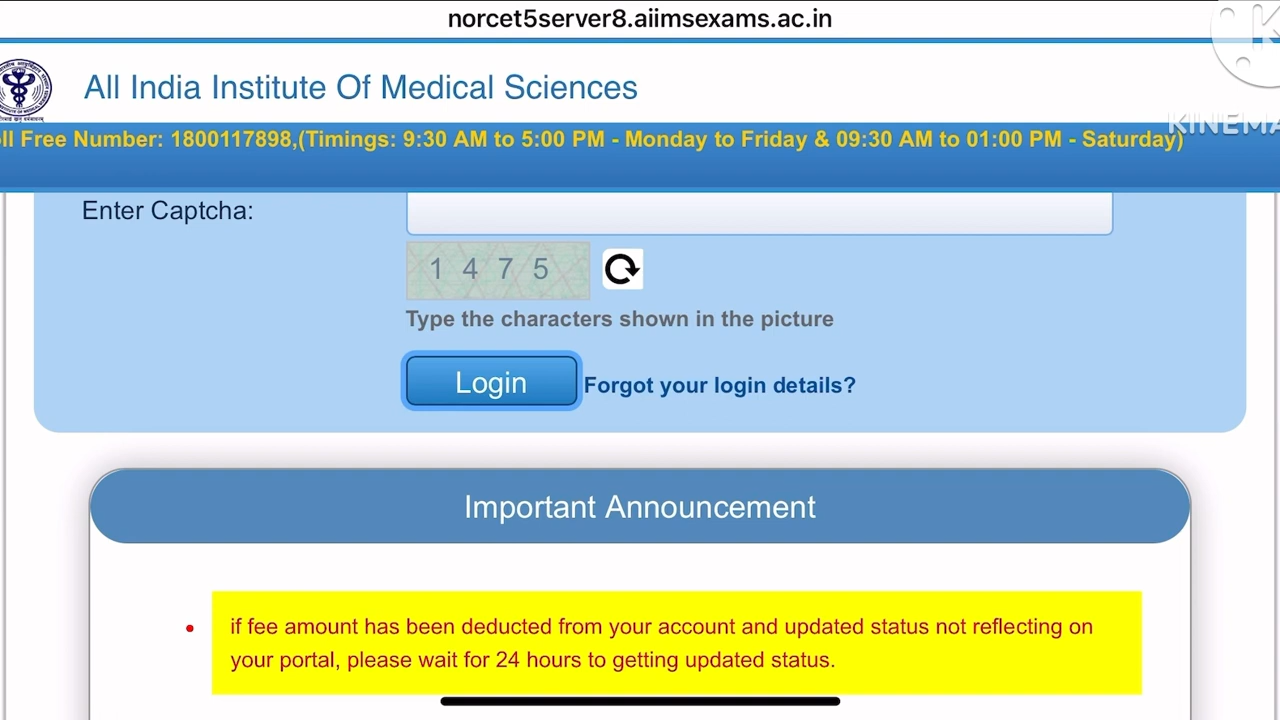 norcet5server8.aiimsexams.ac.in
All India Institute Of Medical Sciences
ll Free Number: 1800117898,(Timings: 9:30 AM to 5:00 PM - Monday to Friday & 09:30 AM to 01:00 PM - Saturday)
KINEMA
Enter Captcha:
1 4 7 5
Type the characters shown in the picture
Login Forgot your login details?
Important Announcement
if fee amount has been deducted from your account and updated status not reflecting on
your portal, please wait for 24 hours to getting updated status.